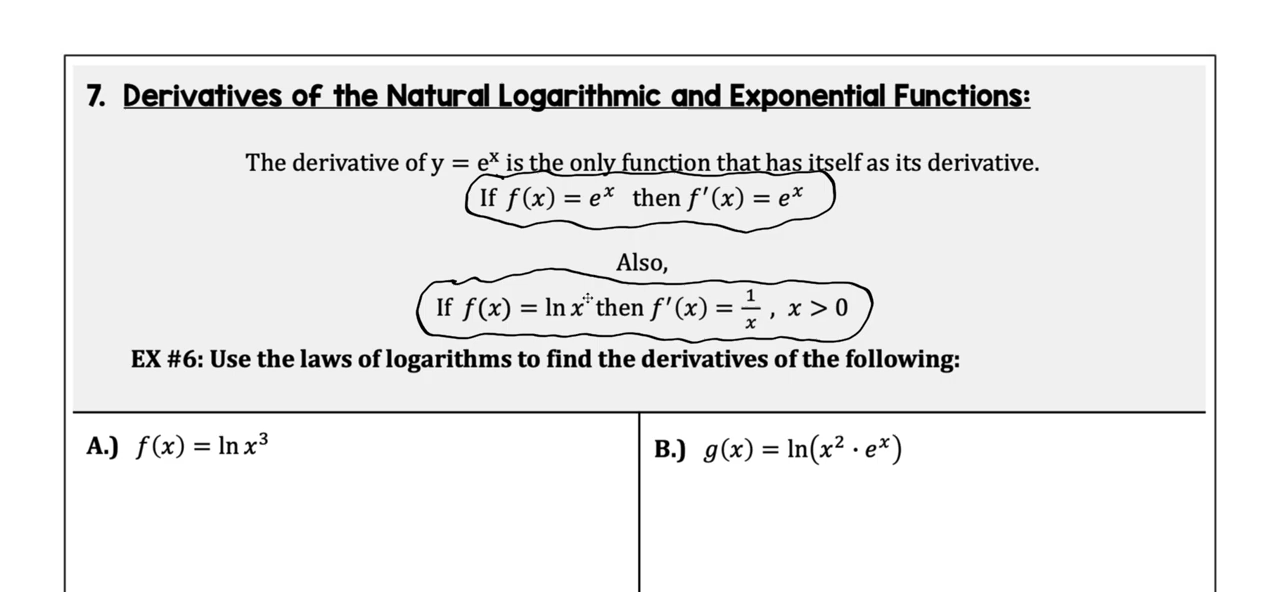 7. Derivatives of the Natural Logarithmic and Exponential Functions:
The derivative of y = eˣ is the only function that has itself as its derivative.
If f(x) = eˣ then f′(x) = eˣ
Also,
If f(x) = ln x then f′(x) = 1/x , x > 0
EX #6: Use the laws of logarithms to find the derivatives of the following:
A.) f(x) = ln x³
B.) g(x) = ln(x² · eˣ)